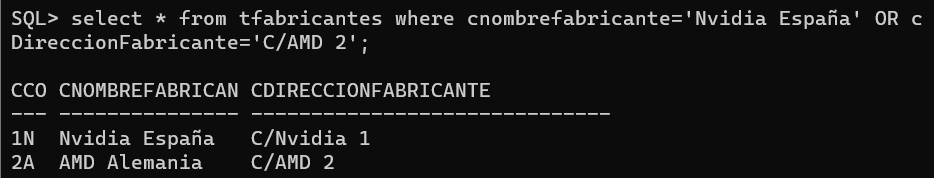 SQL> select * from tfabricantes where cnombrefabricante='Nvidia España' OR c
DireccionFabricante='C/AMD 2';
CCO CNOMBREFABRICAN CDIRECCIONFABRICANTE
--- --------------- ------------------------------
1N  Nvidia España   C/Nvidia 1
2A  AMD Alemania    C/AMD 2